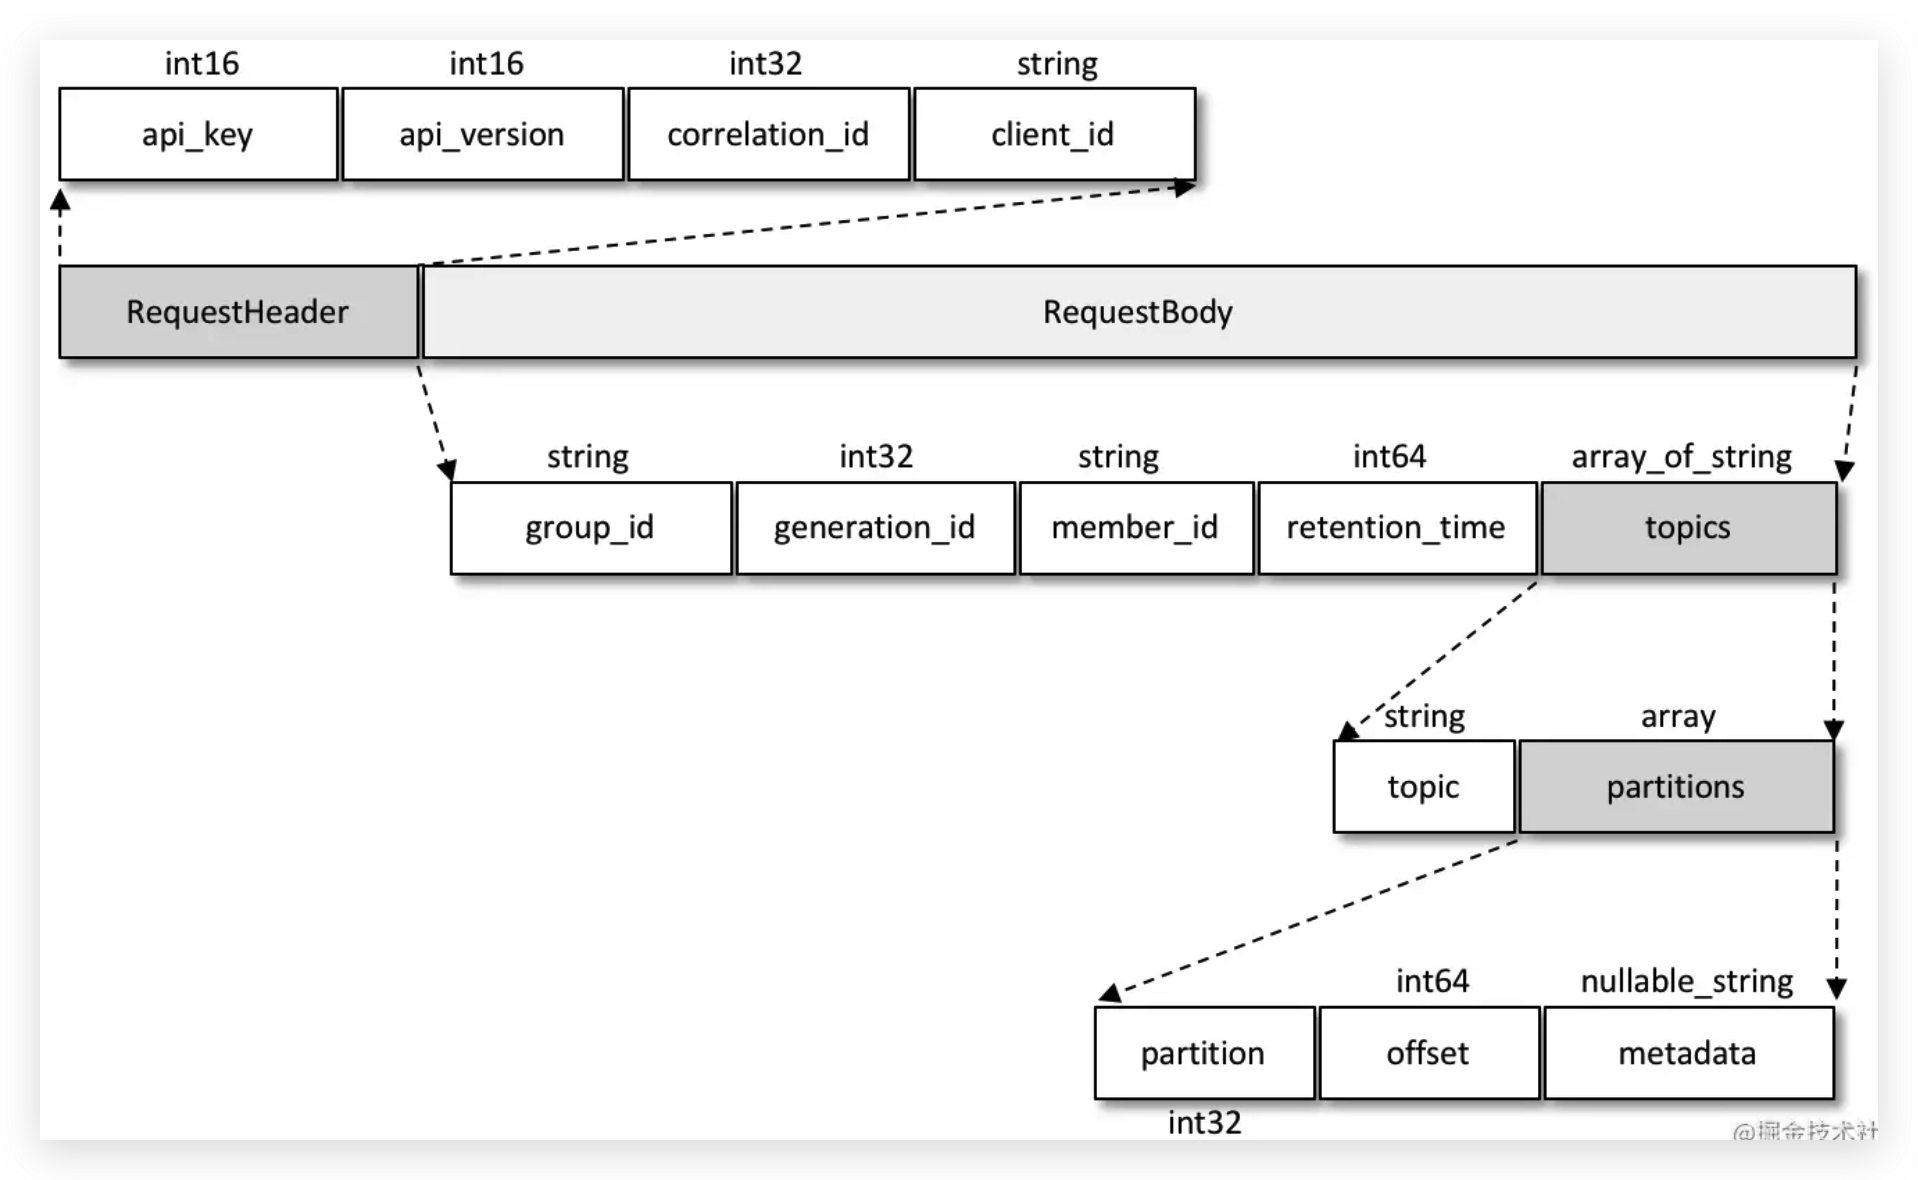 int16 int16 int32 string
api_key api_version correlation_id client_id
RequestHeader RequestBody
string int32 string int64 array_of_string
group_id generation_id member_id retention_time topics
string array
topic partitions
int64 nullable_string
partition offset metadata
int32
@掘金技术社